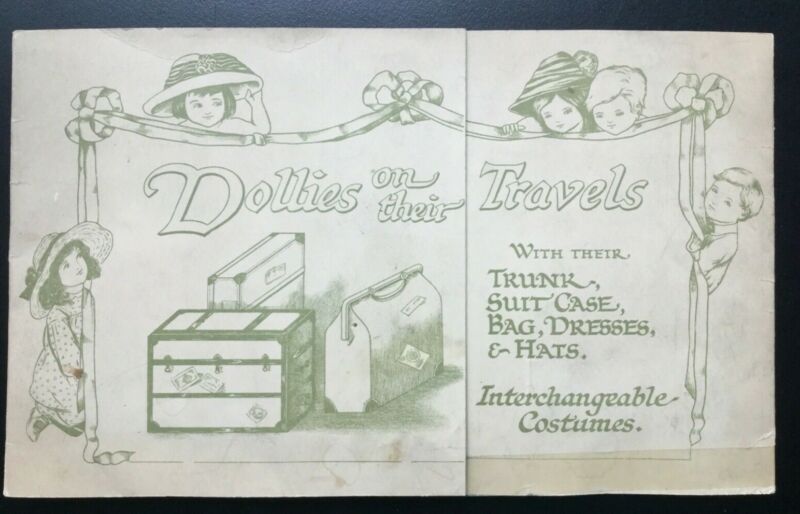 Dollies on their Travels
With their
Trunk,
Suit Case,
Bag, Dresses,
& Hats.
Interchangeable
Costumes.